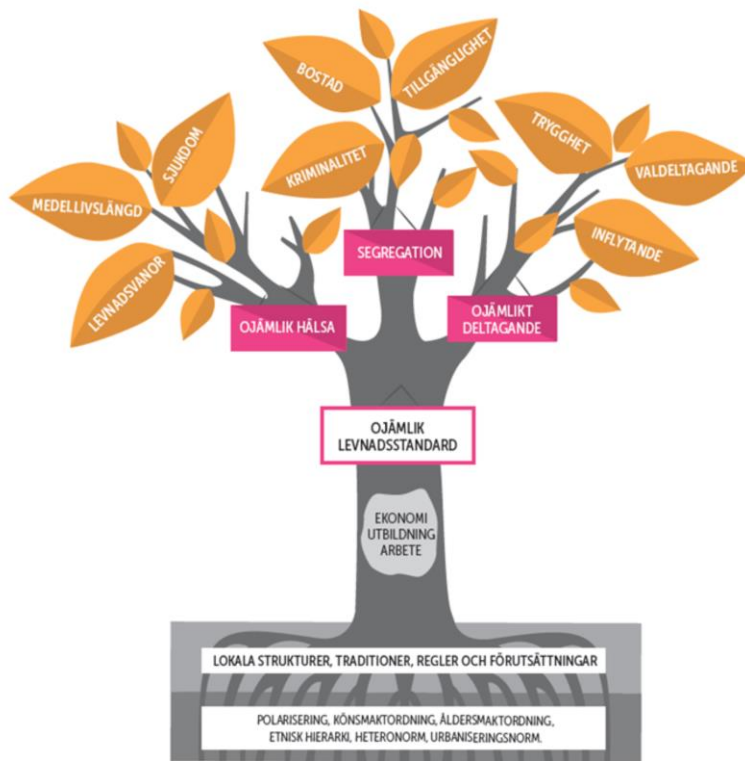 BOSTAD
TILLGÄNGLIGHET
KRIMINALITET
SJUKDOM
MEDELLIVSLÄNGD
LEVNADSVANOR
TRYGGHET
VALDELTAGANDE
INFLYTANDE
SEGREGATION
OJÄMLIK HÄLSA
OJÄMLIKT
DELTAGANDE
OJÄMLIK
LEVNADSSTANDARD
EKONOMI
UTBILDNING
ARBETE
LOKALA STRUKTURER, TRADITIONER, REGLER OCH FÖRUTSÄTTNINGAR
POLARISERING, KÖNSMAKTORDNING, ÅLDERSMAKTORDNING,
ETNISK HIERARKI, HETERONORM, URBANISERINGSNORM.